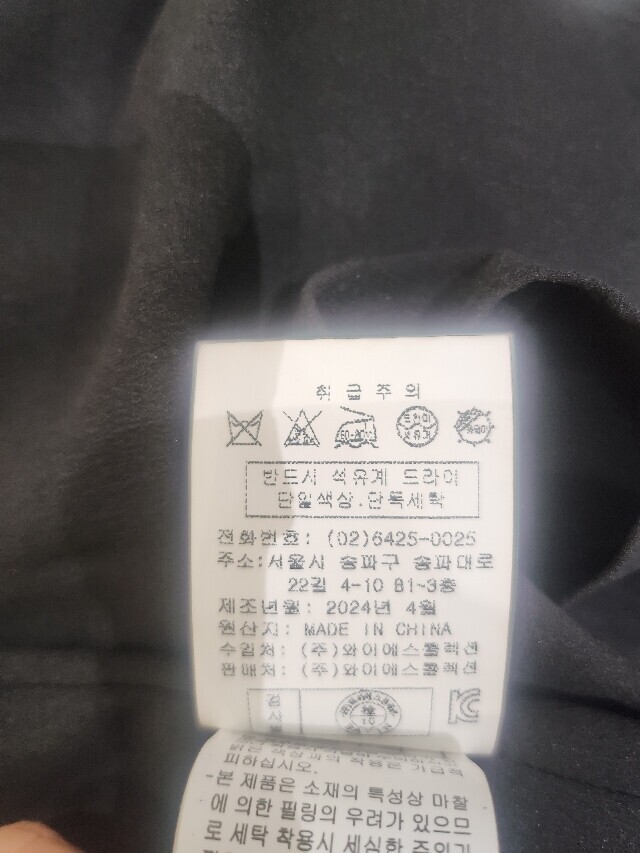 취급주의
반드시 석유계 드라이
단일색상.단독세탁
전화번호: (02)6425-0025
주소:서울시 송파구 송파대로
22길 4-10 B1~3층
제조년월: 2024년 4월
원산지: MADE IN CHINA
수입처: (주)와이에스콜렉션
판매처: (주)와이에스콜렉션
검사
피하십시오.
-본 제품은 소재의 특성상 마찰
에 의한 필링의 우려가 있으므
로 세탁 착용시 세심한 주의가